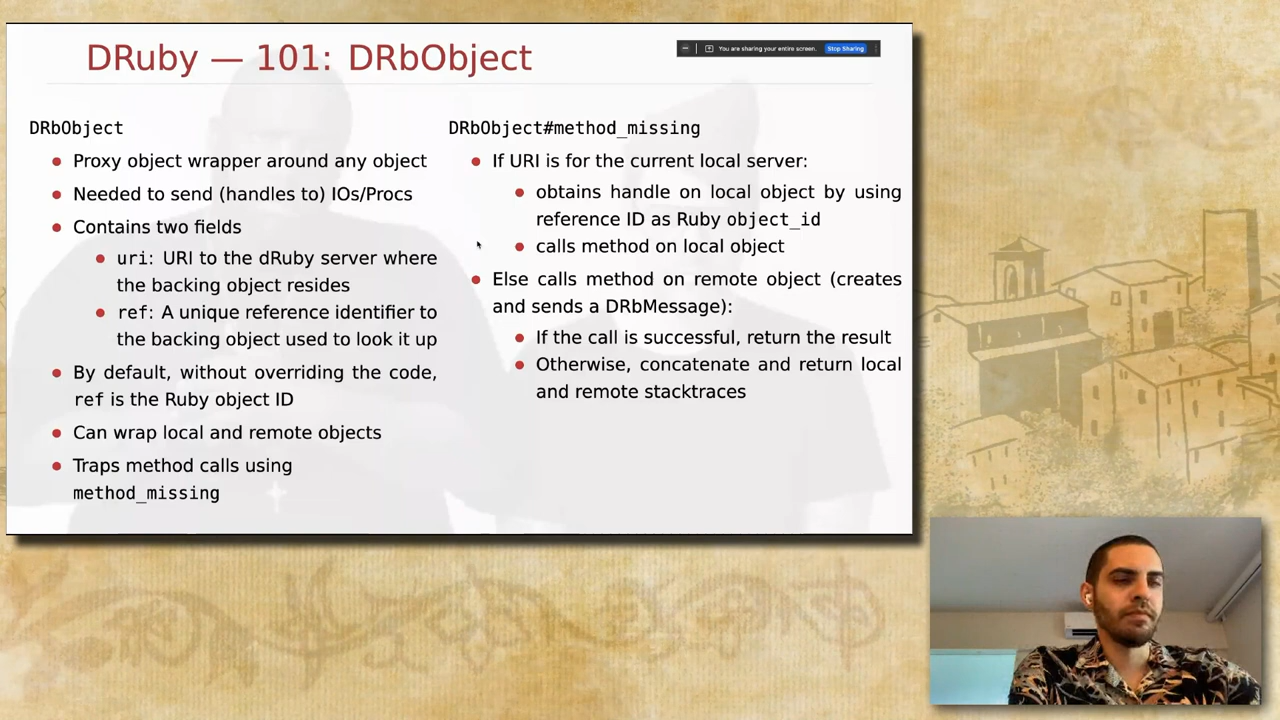 DRuby — 101: DRbObject
You are sharing your entire screen. Stop Sharing
DRbObject
Proxy object wrapper around any object
Needed to send (handles to) IOs/Procs
Contains two fields
uri: URI to the dRuby server where
the backing object resides
ref: A unique reference identifier to
the backing object used to look it up
By default, without overriding the code,
ref is the Ruby object ID
Can wrap local and remote objects
Traps method calls using
method_missing
DRbObject#method_missing
If URI is for the current local server:
obtains handle on local object by using
reference ID as Ruby object_id
calls method on local object
Else calls method on remote object (creates
and sends a DRbMessage):
If the call is successful, return the result
Otherwise, concatenate and return local
and remote stacktraces